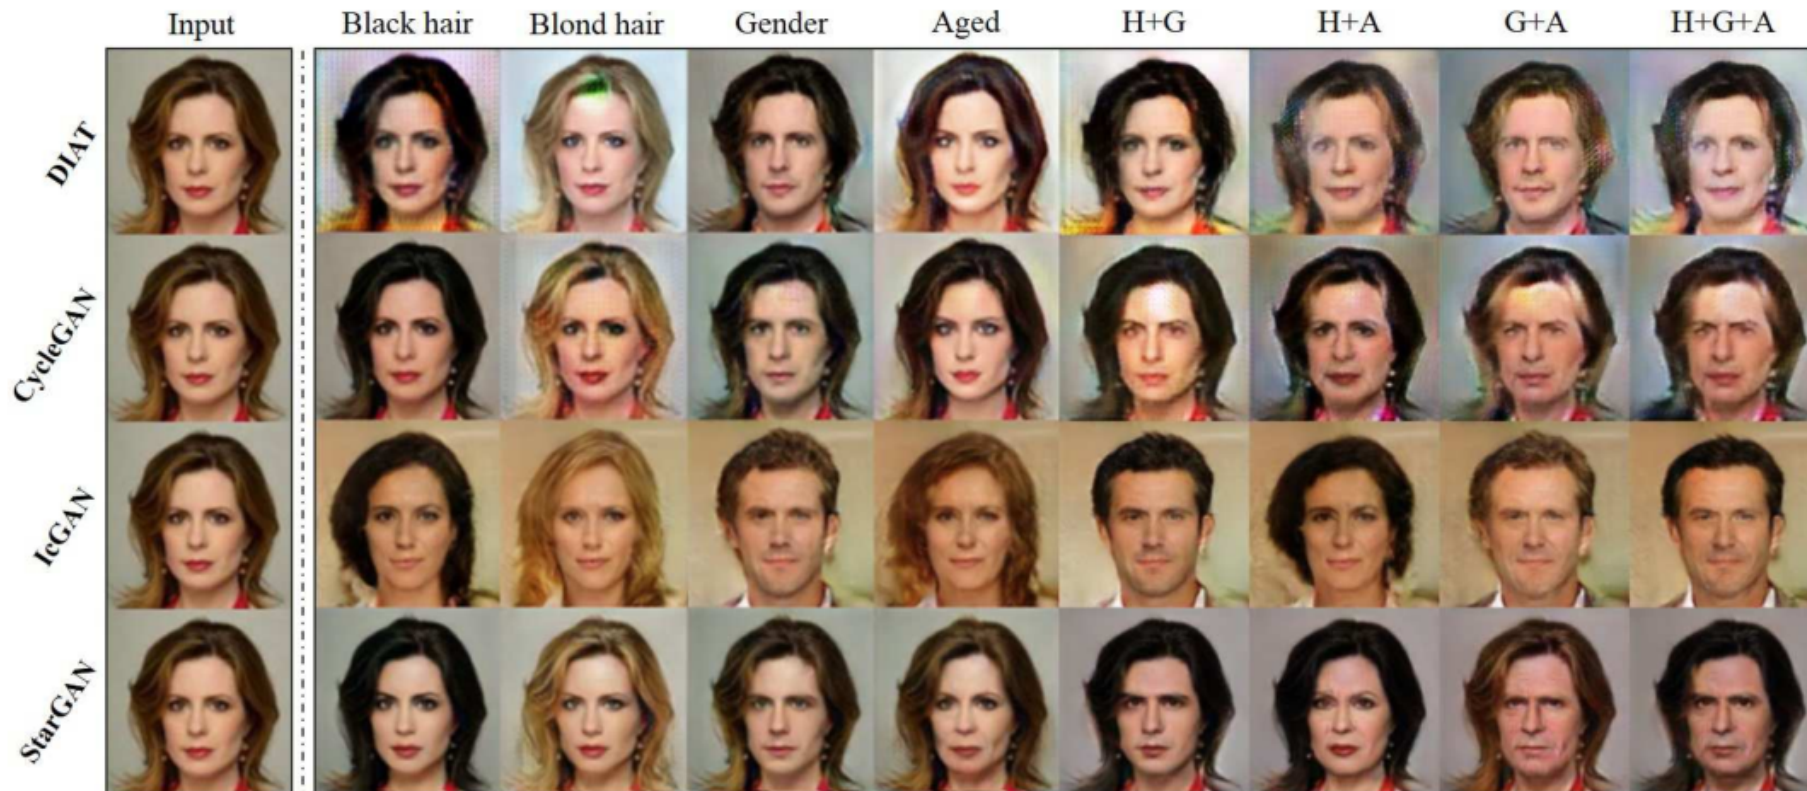 Input Black hair Blond hair Gender Aged H+G H+A G+A H+G+A
DIAT
CycleGAN
IcGAN
StarGAN